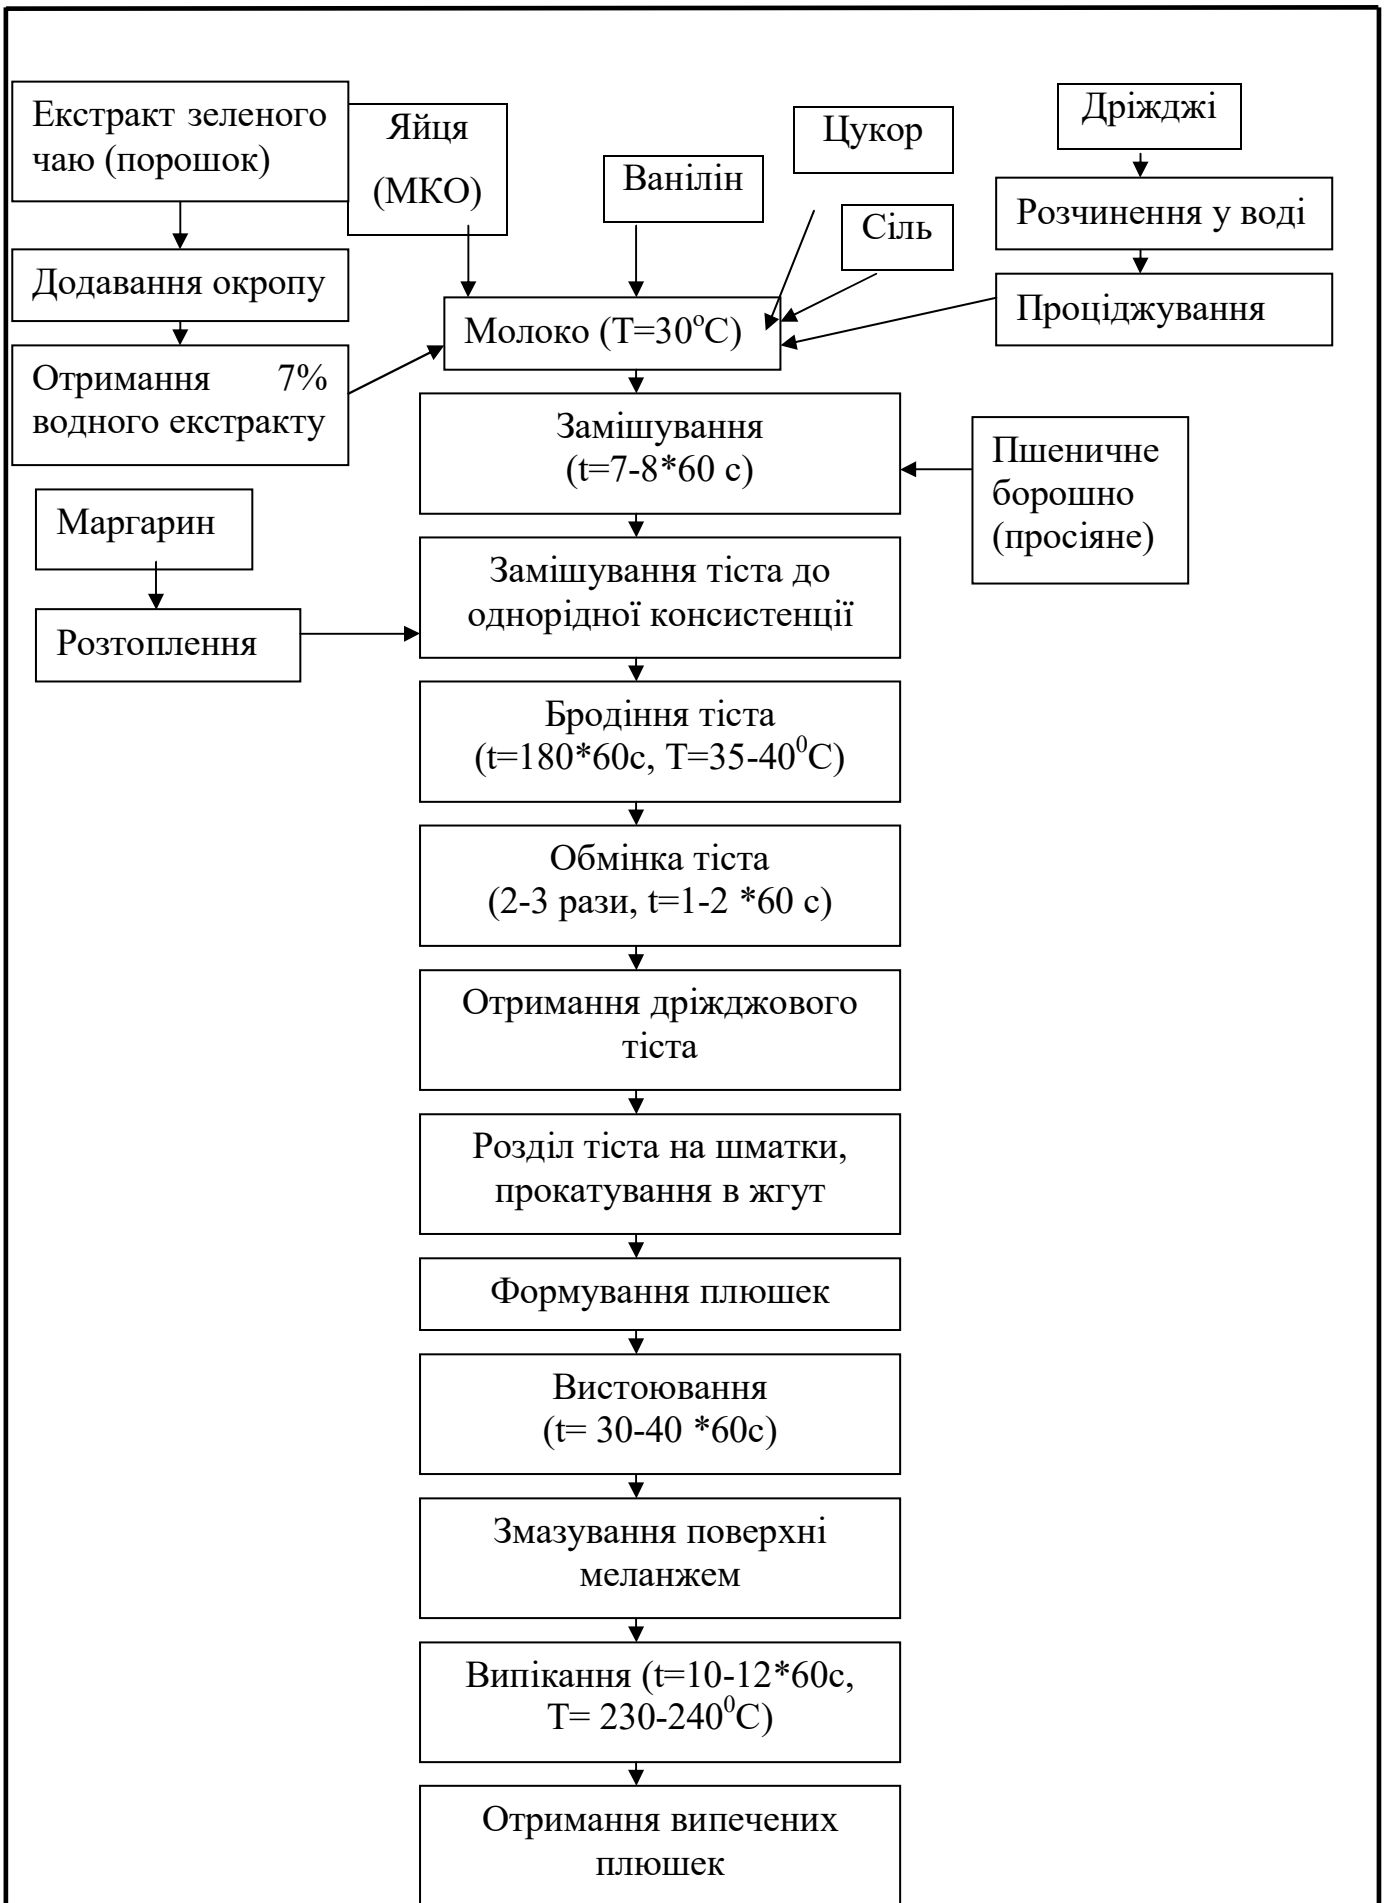 Екстракт зеленого
чаю (порошок)
Яйця
(МКО)
Ванілін
Цукор
Сіль
Дріжджі
Розчинення у воді
Проціджування
Додавання окропу
Отримання 7%
водного екстракту
Молоко (T=30°C)
Замішування
(t=7-8*60 с)
Пшеничне
борошно
(просіяне)
Маргарин
Розтоплення
Замішування тіста до
однорідної консистенції
Бродіння тіста
(t=180*60с, T=35-40⁰C)
Обмінка тіста
(2-3 рази, t=1-2 *60 с)
Отримання дріжджового
тіста
Розділ тіста на шматки,
прокатування в жгут
Формування плюшек
Вистоювання
(t= 30-40 *60с)
Змазування поверхні
меланжем
Випікання (t=10-12*60с,
T= 230-240⁰C)
Отримання випечених
плюшек